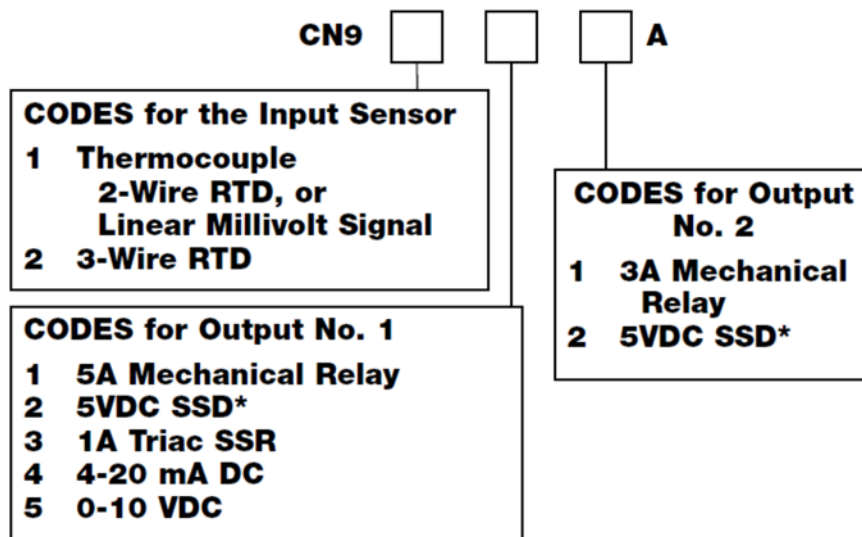 CN9 A
CODES for the Input Sensor
1 Thermocouple
2-Wire RTD, or
Linear Millivolt Signal
2 3-Wire RTD
CODES for Output No. 1
1 5A Mechanical Relay
2 5VDC SSD*
3 1A Triac SSR
4 4-20 mA DC
5 0-10 VDC
CODES for Output
No. 2
1 3A Mechanical
Relay
2 5VDC SSD*